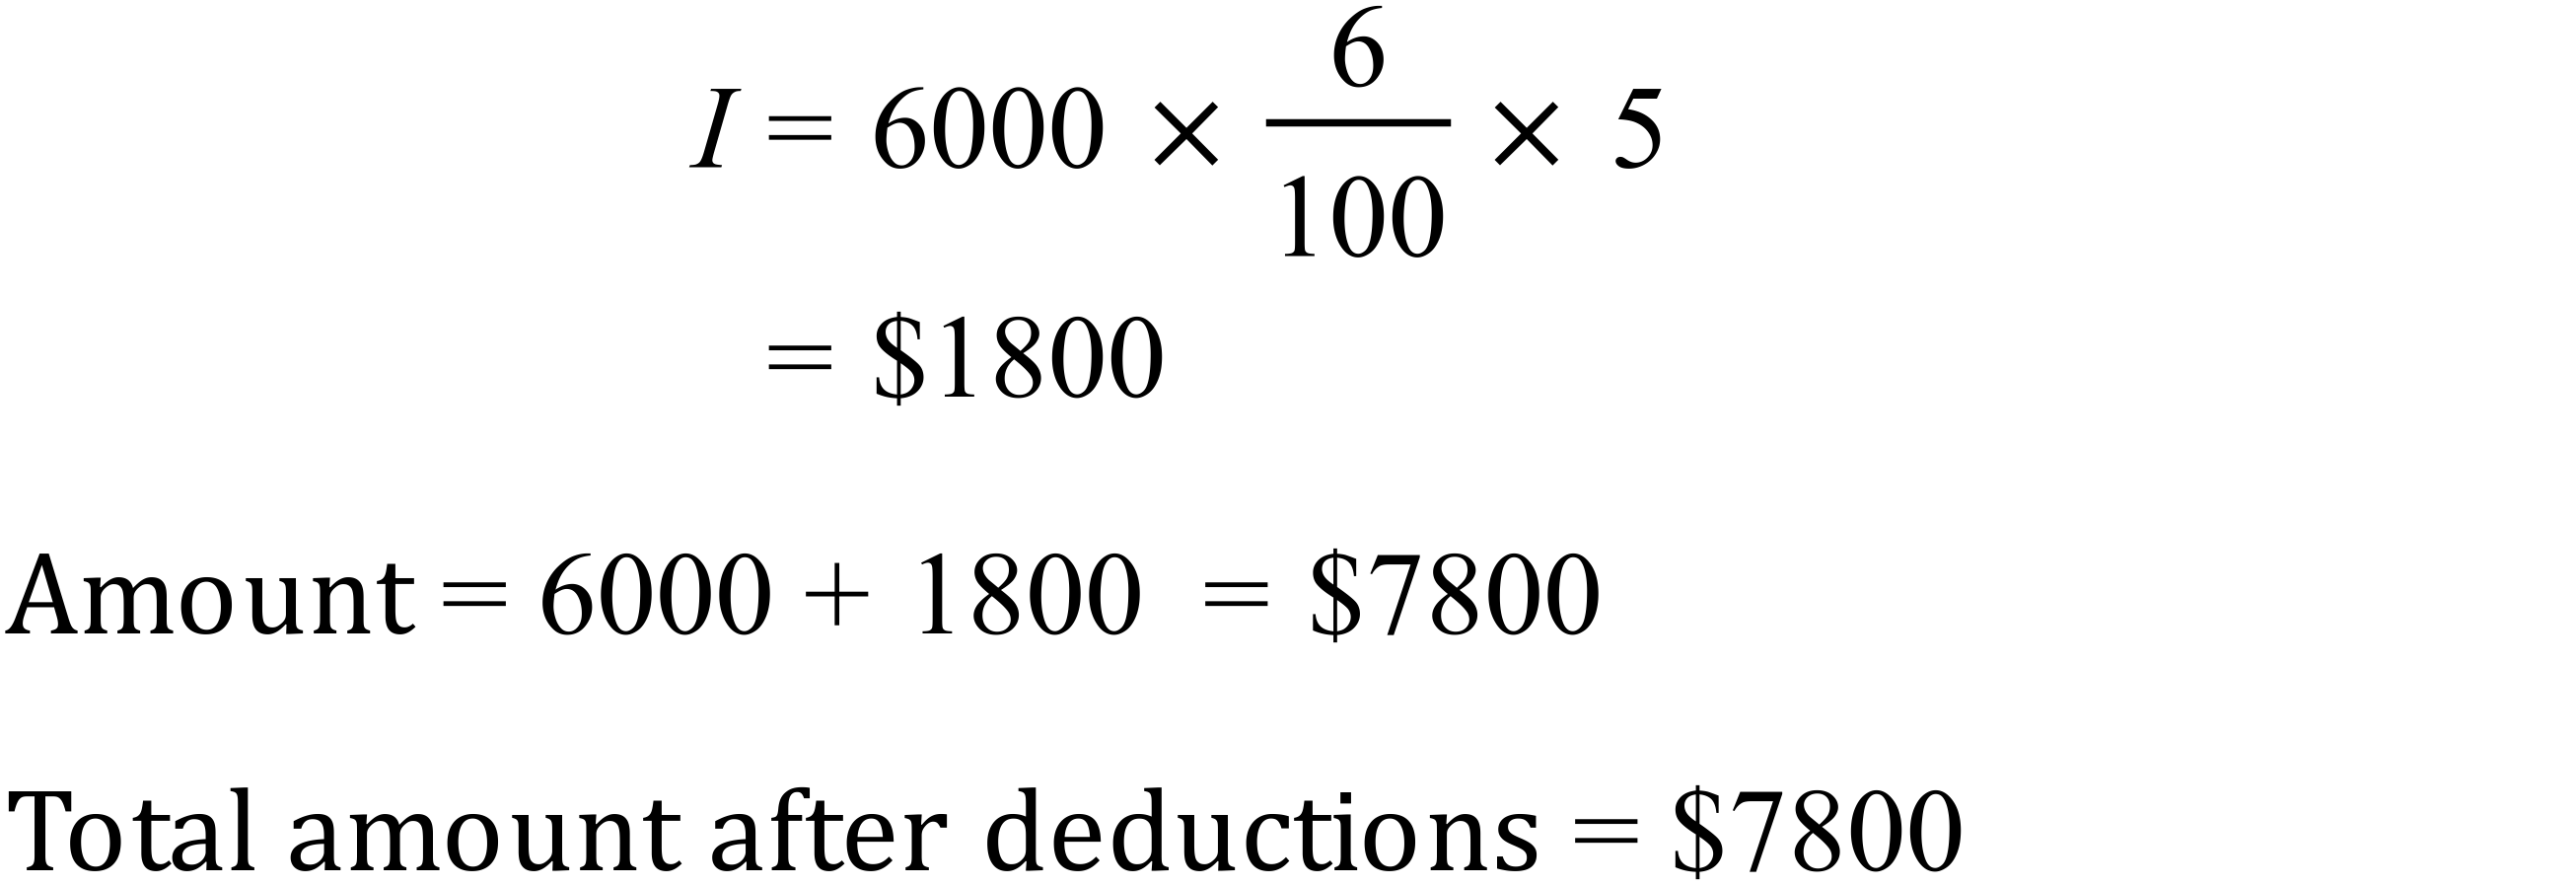 I = 6000 × 6/100 × 5
= $1800
Amount = 6000 + 1800 = $7800
Total amount after deductions = $7800